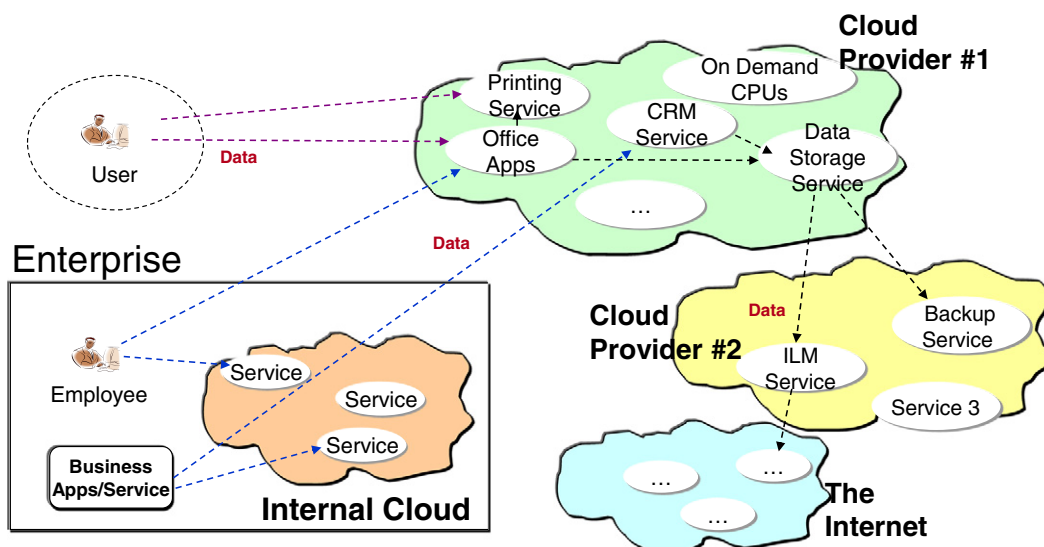 Cloud
Provider #1
On Demand
CPUs
Printing
Service
CRM
Service
Office
Apps
Data
Storage
Service
User
Data
…
Data
Enterprise
Employee
Service
Service
Service
Business
Apps/Service
Internal Cloud
Cloud
Provider #2
Data
Backup
Service
ILM
Service
Service 3
…
…
…
The
Internet